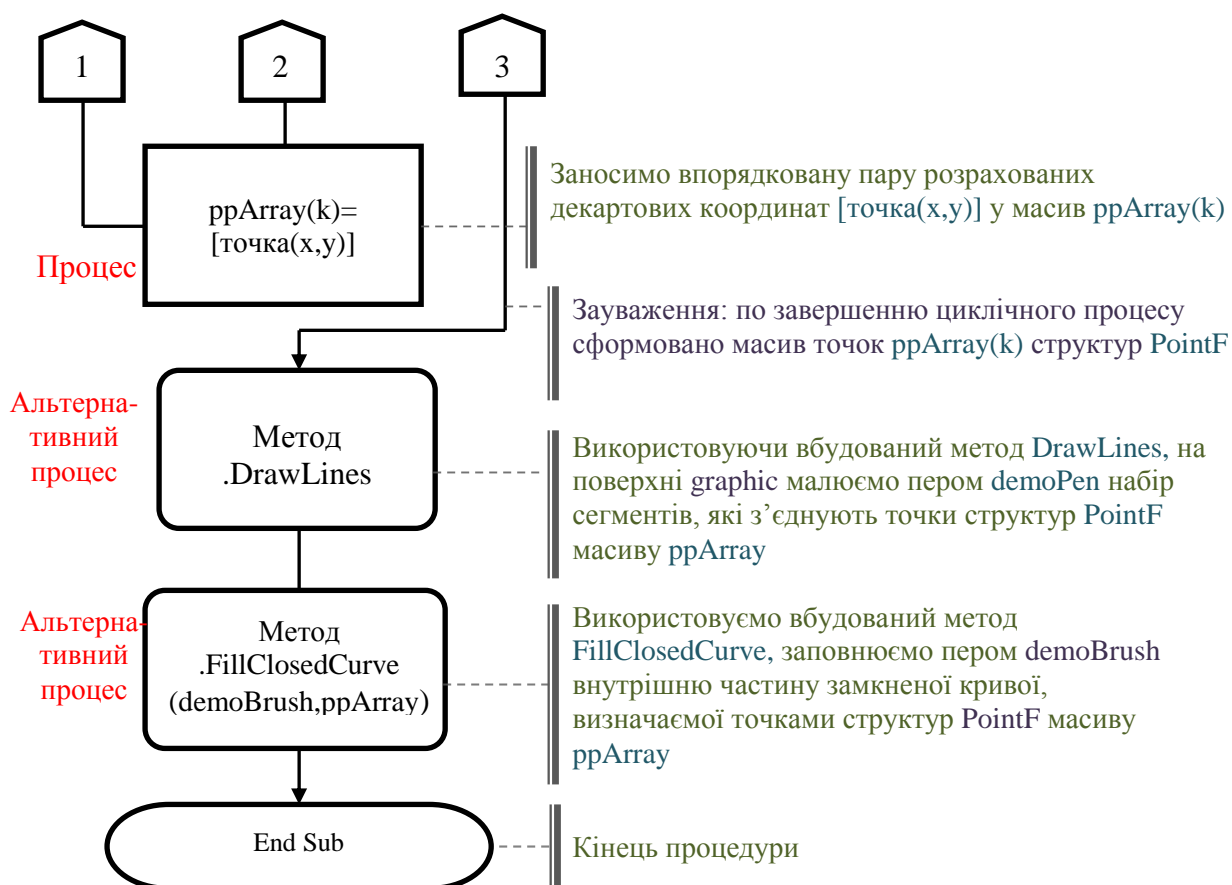 1
2
3
ppArray(k)=
[точка(x,y)]
Процес
Заносимо впорядковану пару розрахованих
декартових координат [точка(x,y)] у масив ppArray(k)
Зауваження: по завершенню циклічного процесу
сформовано масив точок ppArray(k) структур PointF
Альтерна-
тивний
процес
Метод
.DrawLines
Використовуючи вбудований метод DrawLines, на
поверхні graphic малюємо пером demoPen набір
сегментів, які з’єднують точки структур PointF
масиву ppArray
Альтерна-
тивний
процес
Метод
.FillClosedCurve
(demoBrush,ppArray)
Використовуємо вбудований метод
FillClosedCurve, заповнюємо пером demoBrush
внутрішню частину замкненої кривої,
визначаємої точками структур PointF масиву
ppArray
End Sub
Кінець процедури